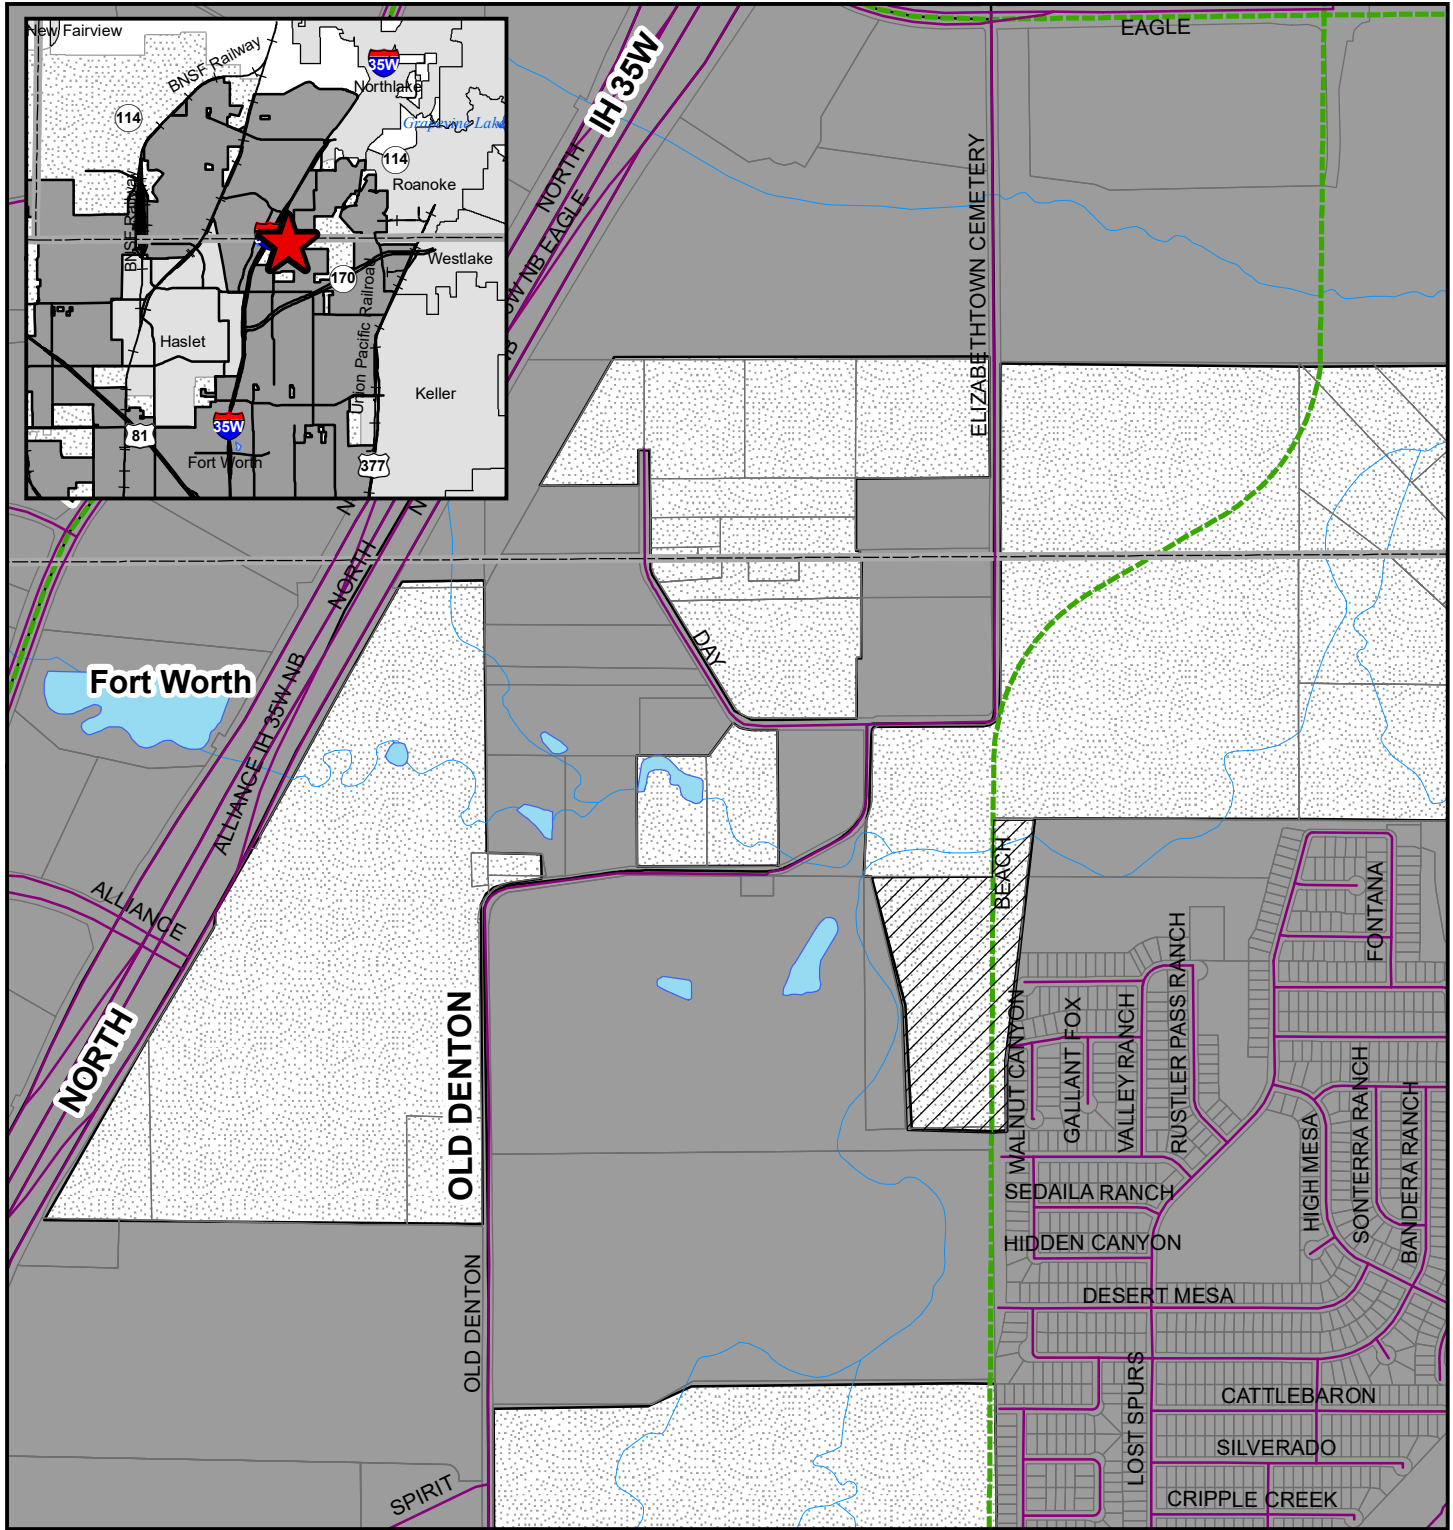 New Fairview
BNSF Railway
35W
Northlake
114
Grapevine Lake
114
Roanoke
BNSF Railway
Westlake
170
Union Pacific Railroad
Haslet
Keller
81
35W
Fort Worth
377
EAGLE
IH 35W
NORTH
NB EAGLE
ELIZABETHTOWN CEMETERY
NORTH
DAY
Fort Worth
ALLIANCE IH 35W NB
BEACH
ALLIANCE
FONTANA
NORTH
OLD DENTON
WALNUT CANYON
GALLANT FOX
VALLEY RANCH
RUSTLER PASS RANCH
HIGH MESA
SONTERRA RANCH
BANDERA RANCH
SEDAILA RANCH
HIDDEN CANYON
OLD DENTON
DESERT MESA
LOST SPURS
CATTLEBARON
SILVERADO
SPIRIT
CRIPPLE CREEK